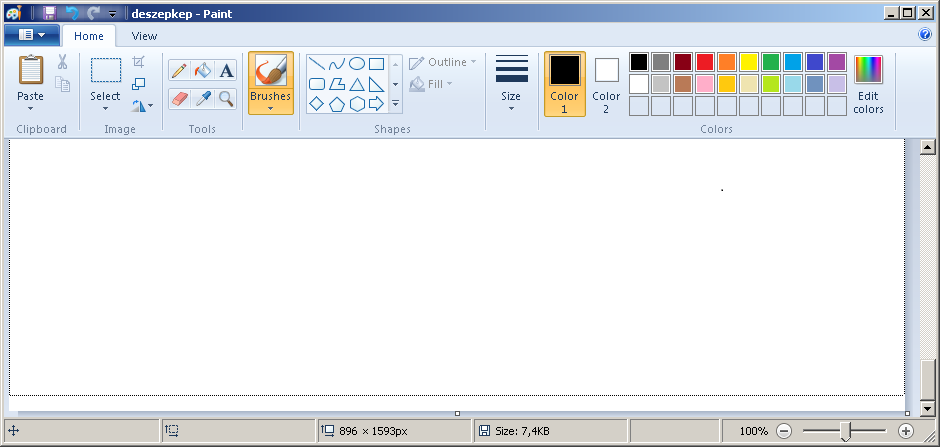 deszepkep - Paint
Home View
Paste
Select
A
Brushes
Outline
Fill
Size
Color 1
Color 2
Edit colors
Clipboard
Image
Tools
Shapes
Colors
896 × 1593px
Size: 7,4KB
100%